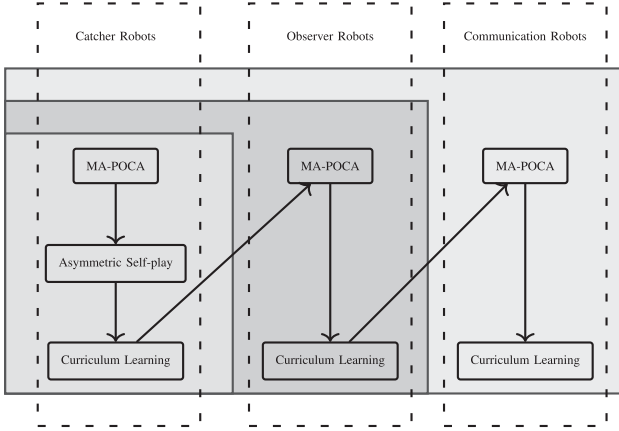 Catcher Robots
Observer Robots
Communication Robots
MA-POCA
MA-POCA
MA-POCA
Asymmetric Self-play
Curriculum Learning
Curriculum Learning
Curriculum Learning